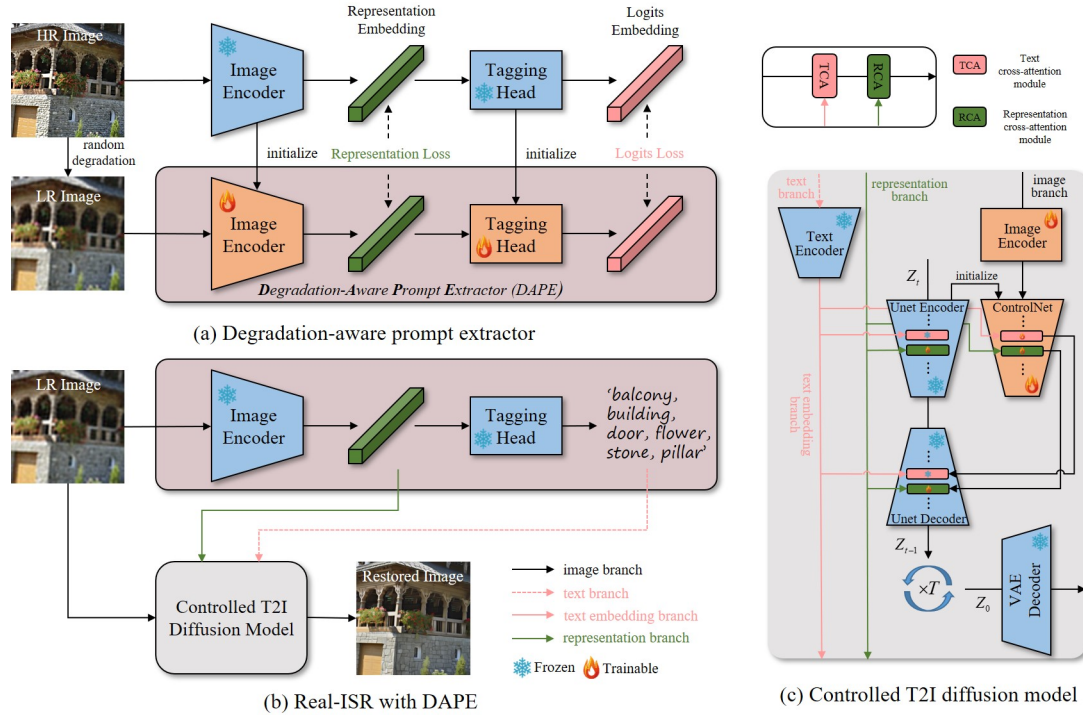 HR Image
Image
Encoder
Representation
Embedding
Tagging
Head
Logits
Embedding
random
degradation
initialize
Representation Loss
initialize
Logits Loss
LR Image
Image
Encoder
Tagging
Head
Degradation-Aware Prompt Extractor (DAPE)
(a) Degradation-aware prompt extractor
LR Image
Image
Encoder
Tagging
Head
'balcony,
building,
door, flower,
stone, pillar'
Controlled T2I
Diffusion Model
Restored Image
image branch
text branch
text embedding branch
representation branch
Frozen
Trainable
(b) Real-ISR with DAPE
TCA
RCA
TCA
Text
cross-attention
module
RCA
Representation
cross-attention
module
text
branch
representation
branch
image
branch
Text
Encoder
Image
Encoder
Zt
initialize
Unet Encoder
ControlNet
text embedding
branch
Unet Decoder
Zt−1
×T
Z0
VAE
Decoder
(c) Controlled T2I diffusion model